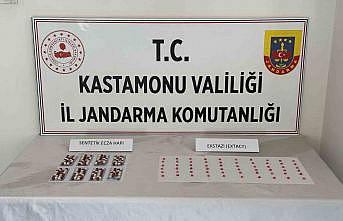 T.C.
KASTAMONU VALİLİĞİ
İL JANDARMA KOMUTANLIĞI
SENTETİK ECZA HAPI
EKSTAZİ (EXTACY)